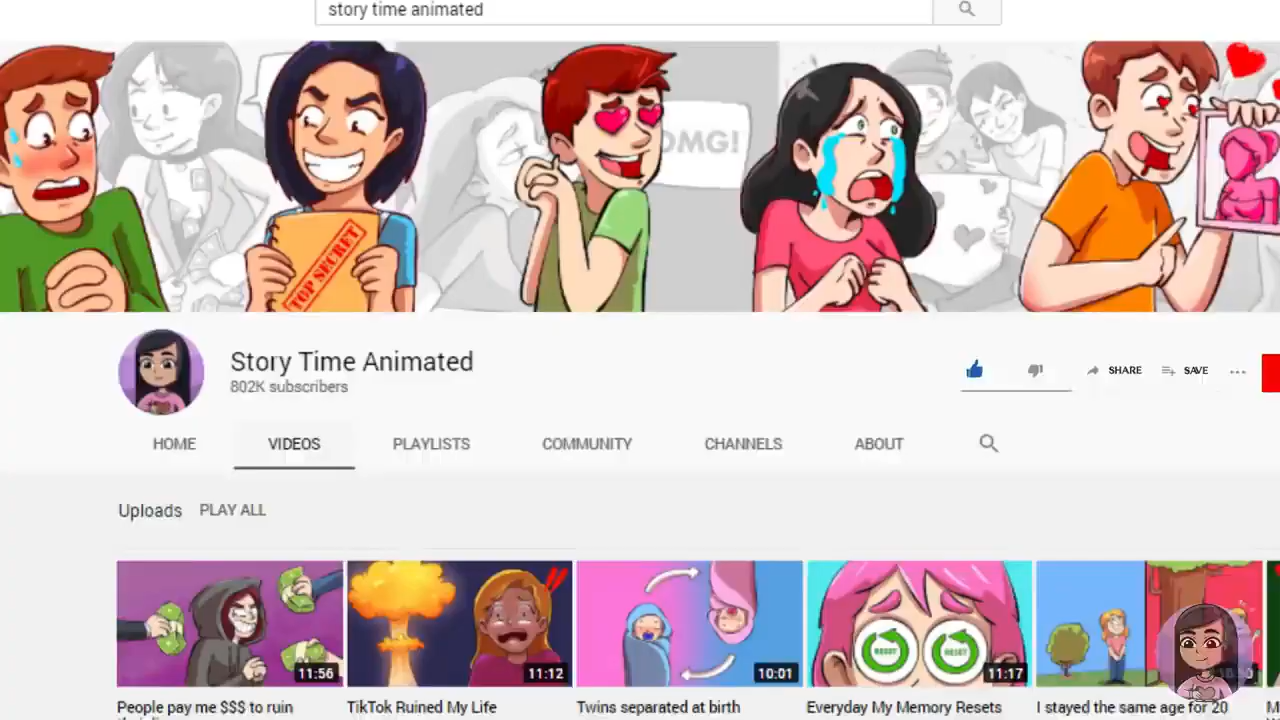 story time animated
OMG!
TOP SECRET
Story Time Animated
802K subscribers
SHARE
SAVE
HOME
VIDEOS
PLAYLISTS
COMMUNITY
CHANNELS
ABOUT
Uploads
PLAY ALL
RESET
RESET
11:56
11:12
10:01
11:17
People pay me $$$ to ruin
TikTok Ruined My Life
Twins separated at birth
Everyday My Memory Resets
I stayed the same age for 20